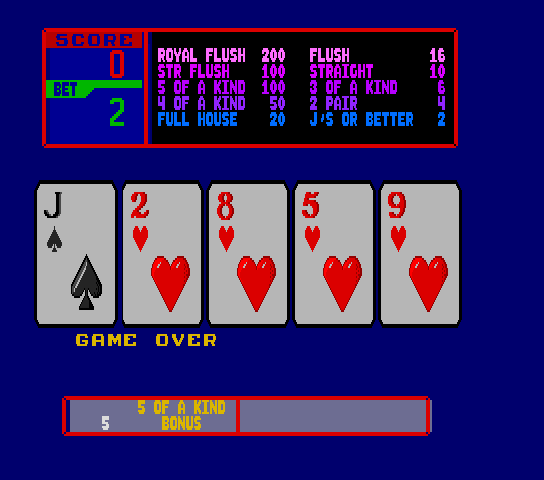 SCORE
0
BET
2
ROYAL FLUSH 200 FLUSH 16
STR FLUSH 100 STRAIGHT 10
5 OF A KIND 100 3 OF A KIND 6
4 OF A KIND 50 2 PAIR 4
FULL HOUSE 20 J'S OR BETTER 2
J 2 8 5 9
GAME OVER
5 OF A KIND
5 BONUS